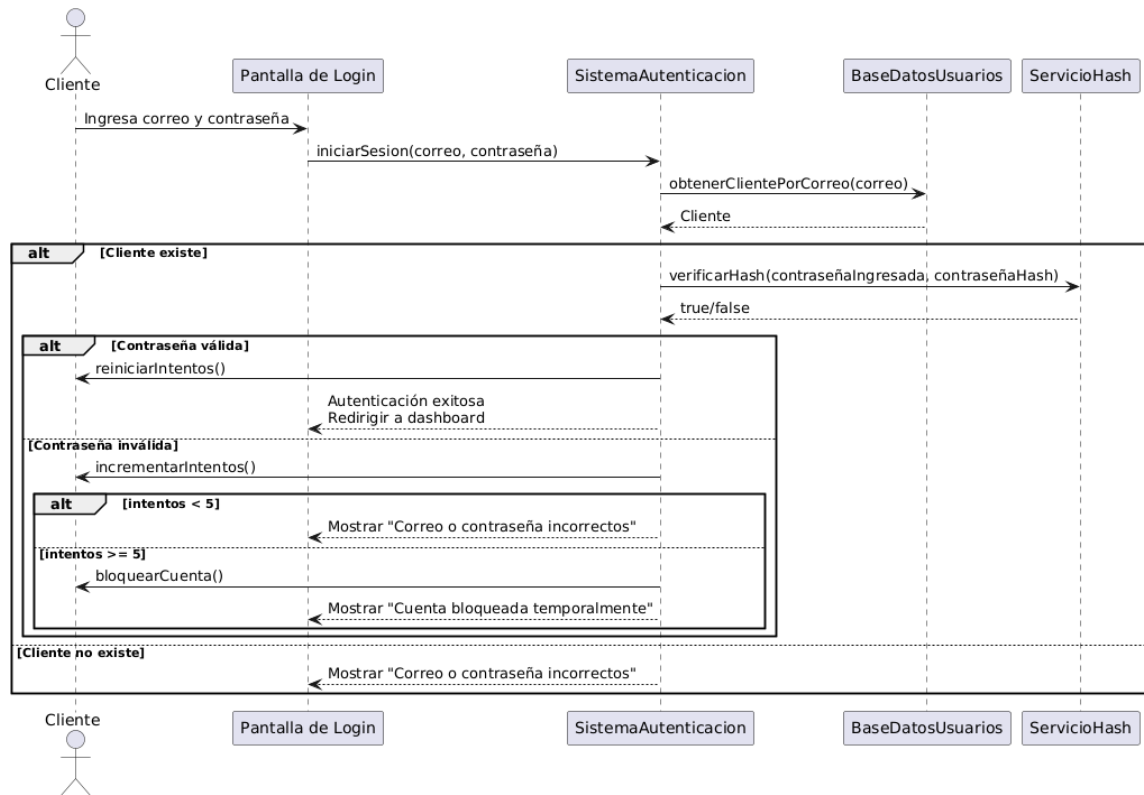 Cliente
Pantalla de Login
SistemaAutenticacion
BaseDatosUsuarios
ServicioHash
Ingresa correo y contraseña
iniciarSesion(correo, contraseña)
obtenerClientePorCorreo(correo)
Cliente
alt
[Cliente existe]
verificarHash(contraseñaIngresada, contraseñaHash)
true/false
alt
[Contraseña válida]
reiniciarIntentos()
Autenticación exitosa
Redirigir a dashboard
[Contraseña inválida]
incrementarIntentos()
alt
[intentos < 5]
Mostrar "Correo o contraseña incorrectos"
[intentos >= 5]
bloquearCuenta()
Mostrar "Cuenta bloqueada temporalmente"
[Cliente no existe]
Mostrar "Correo o contraseña incorrectos"
Cliente
Pantalla de Login
SistemaAutenticacion
BaseDatosUsuarios
ServicioHash